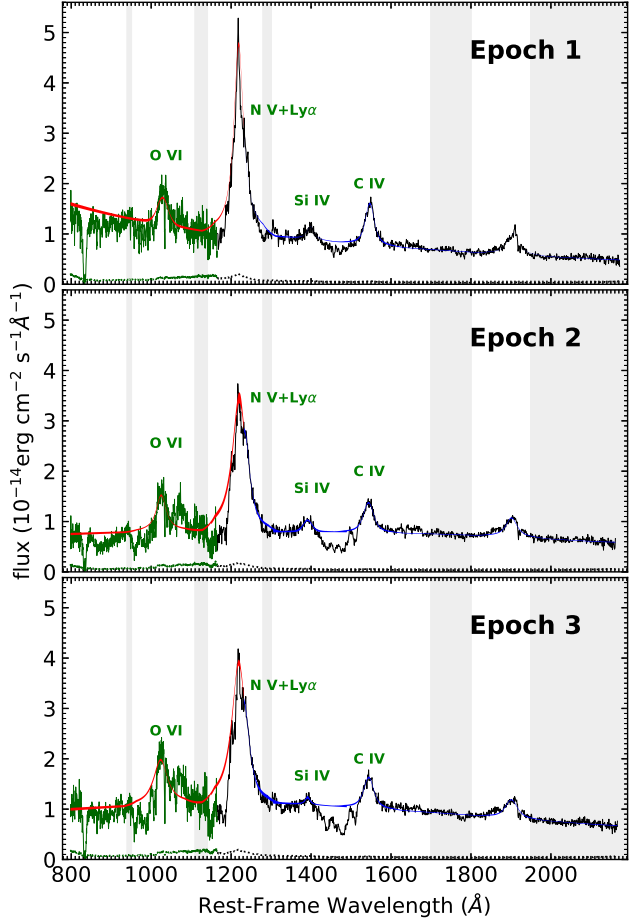 Epoch 1
5
4
3
2
1
0
N V+Lyα
O VI
Si IV
C IV
Epoch 2
5
4
3
2
1
0
N V+Lyα
O VI
Si IV
C IV
flux (10⁻¹⁴erg cm⁻² s⁻¹Å⁻¹)
Epoch 3
5
4
3
2
1
0
N V+Lyα
O VI
Si IV
C IV
800 1000 1200 1400 1600 1800 2000
Rest-Frame Wavelength (Å)